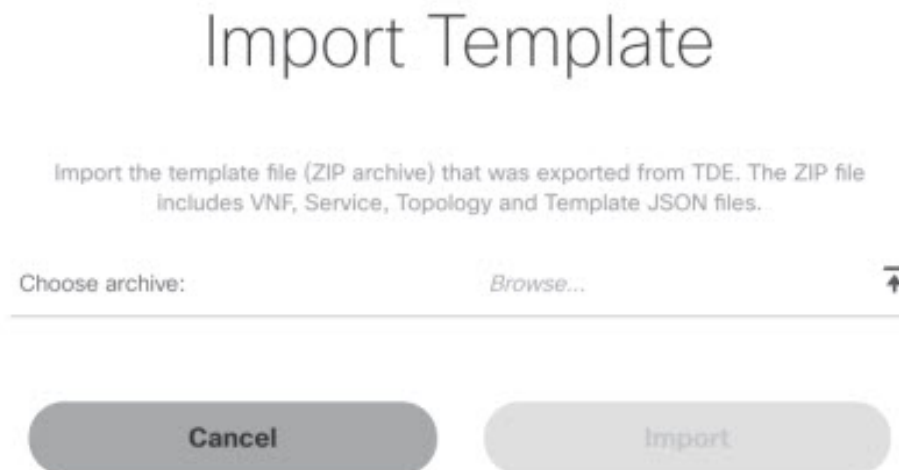 Import Template
Import the template file (ZIP archive) that was exported from TDE. The ZIP file
includes VNF, Service, Topology and Template JSON files.
Choose archive: Browse...
Cancel Import